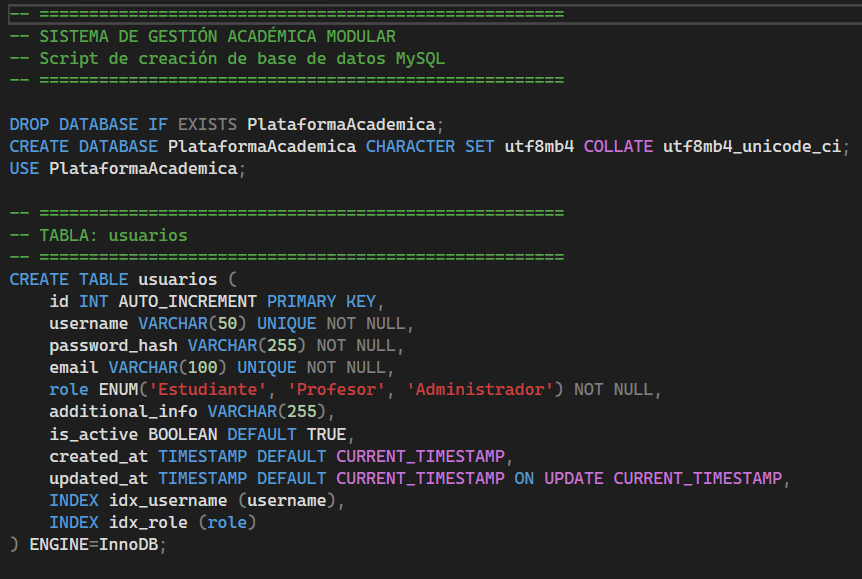 -- =====================================================
-- SISTEMA DE GESTIÓN ACADÉMICA MODULAR
-- Script de creación de base de datos MySQL
-- =====================================================
DROP DATABASE IF EXISTS PlataformaAcademica;
CREATE DATABASE PlataformaAcademica CHARACTER SET utf8mb4 COLLATE utf8mb4_unicode_ci;
USE PlataformaAcademica;
-- =====================================================
-- TABLA: usuarios
-- =====================================================
CREATE TABLE usuarios (
    id INT AUTO_INCREMENT PRIMARY KEY,
    username VARCHAR(50) UNIQUE NOT NULL,
    password_hash VARCHAR(255) NOT NULL,
    email VARCHAR(100) UNIQUE NOT NULL,
    role ENUM('Estudiante', 'Profesor', 'Administrador') NOT NULL,
    additional_info VARCHAR(255),
    is_active BOOLEAN DEFAULT TRUE,
    created_at TIMESTAMP DEFAULT CURRENT_TIMESTAMP,
    updated_at TIMESTAMP DEFAULT CURRENT_TIMESTAMP ON UPDATE CURRENT_TIMESTAMP,
    INDEX idx_username (username),
    INDEX idx_role (role)
) ENGINE=InnoDB;